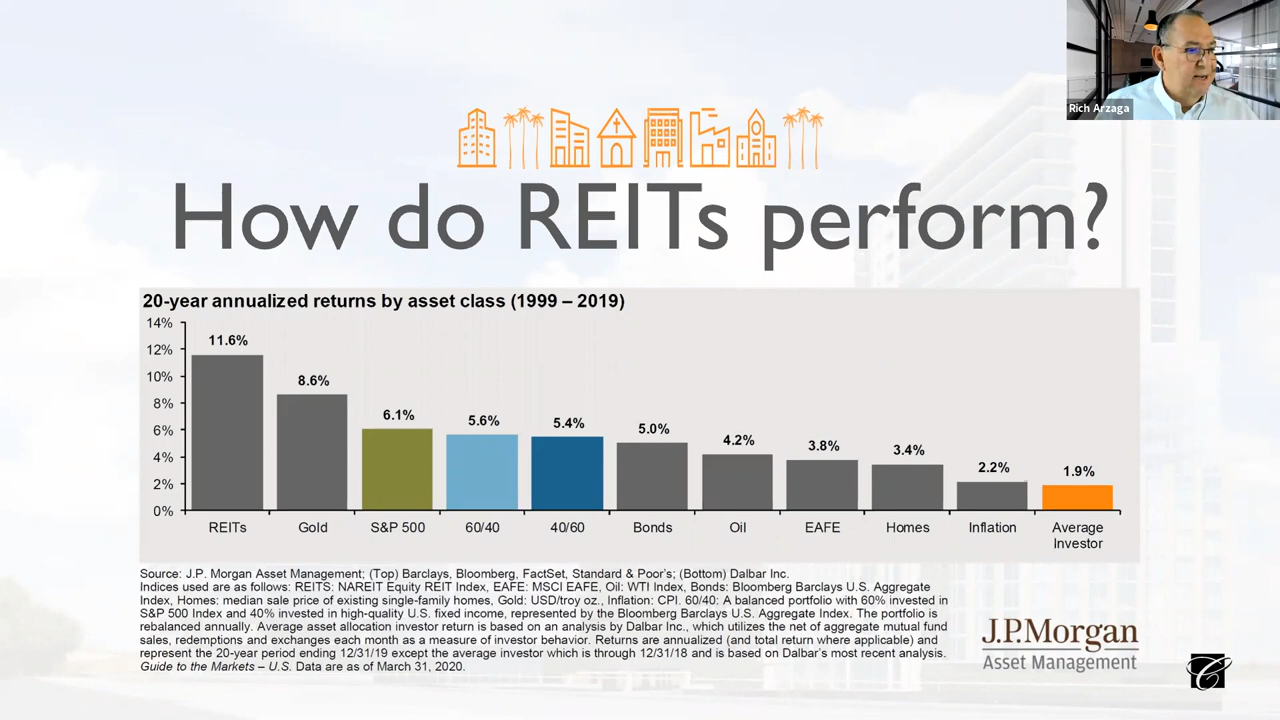 Rich Arzaga
How do REITs perform?
20-year annualized returns by asset class (1999 – 2019)
14%
12%
10%
8%
6%
4%
2%
0%
11.6%
8.6%
6.1%
5.6%
5.4%
5.0%
4.2%
3.8%
3.4%
2.2%
1.9%
REITs
Gold
S&P 500
60/40
40/60
Bonds
Oil
EAFE
Homes
Inflation
Average
Investor
Source: J.P. Morgan Asset Management; (Top) Barclays, Bloomberg, FactSet, Standard & Poor's; (Bottom) Dalbar Inc.
Indices used are as follows: REITS: NAREIT Equity REIT Index, EAFE: MSCI EAFE, Oil: WTI Index, Bonds: Bloomberg Barclays U.S. Aggregate
Index, Homes: median sale price of existing single-family homes, Gold: USD/troy oz., Inflation: CPI. 60/40: A balanced portfolio with 60% invested in
S&P 500 Index and 40% invested in high-quality U.S. fixed income, represented by the Bloomberg Barclays U.S. Aggregate Index. The portfolio is
rebalanced annually. Average asset allocation investor return is based on an analysis by Dalbar Inc., which utilizes the net of aggregate mutual fund
sales, redemptions and exchanges each month as a measure of investor behavior. Returns are annualized (and total return where applicable) and
represent the 20-year period ending 12/31/19 except the average investor which is through 12/31/18 and is based on Dalbar's most recent analysis.
Guide to the Markets – U.S. Data are as of March 31, 2020.
J.P.Morgan
Asset Management
C